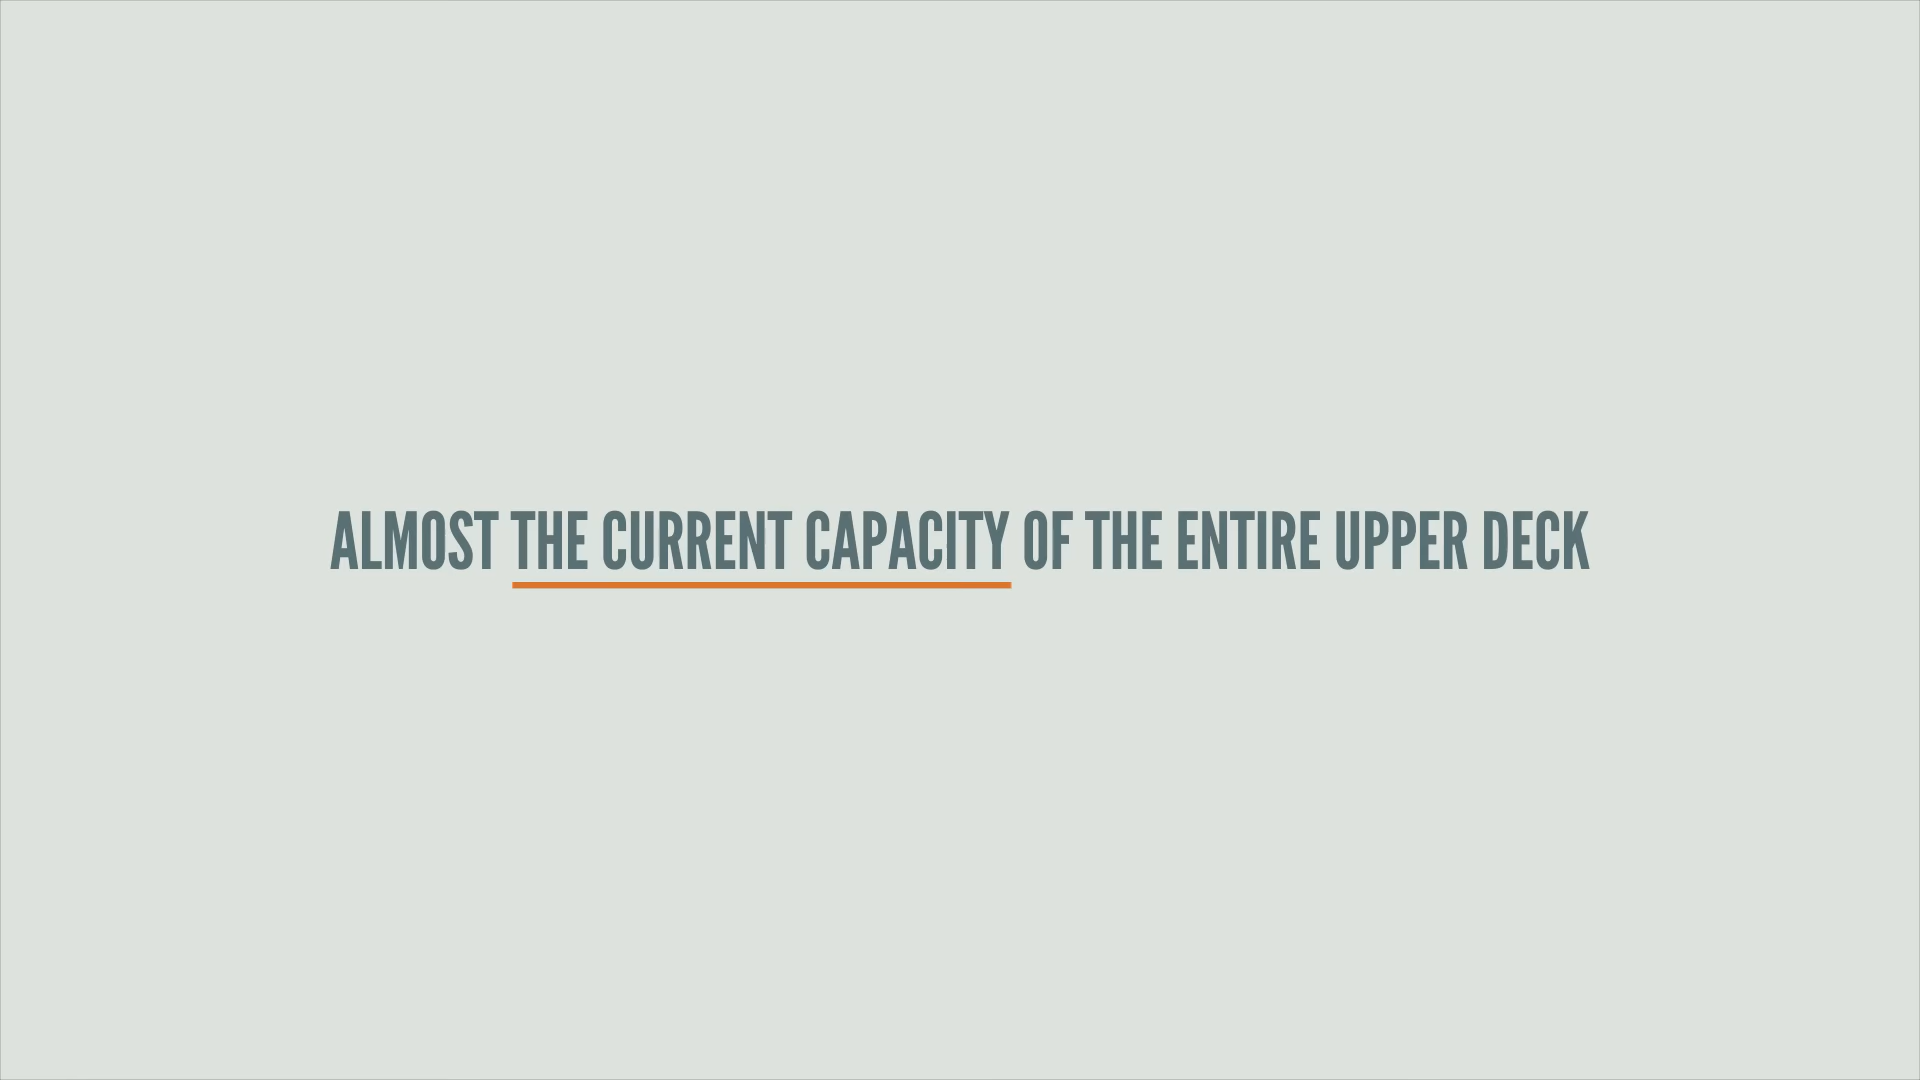 ALMOST THE CURRENT CAPACITY OF THE ENTIRE UPPER DECK